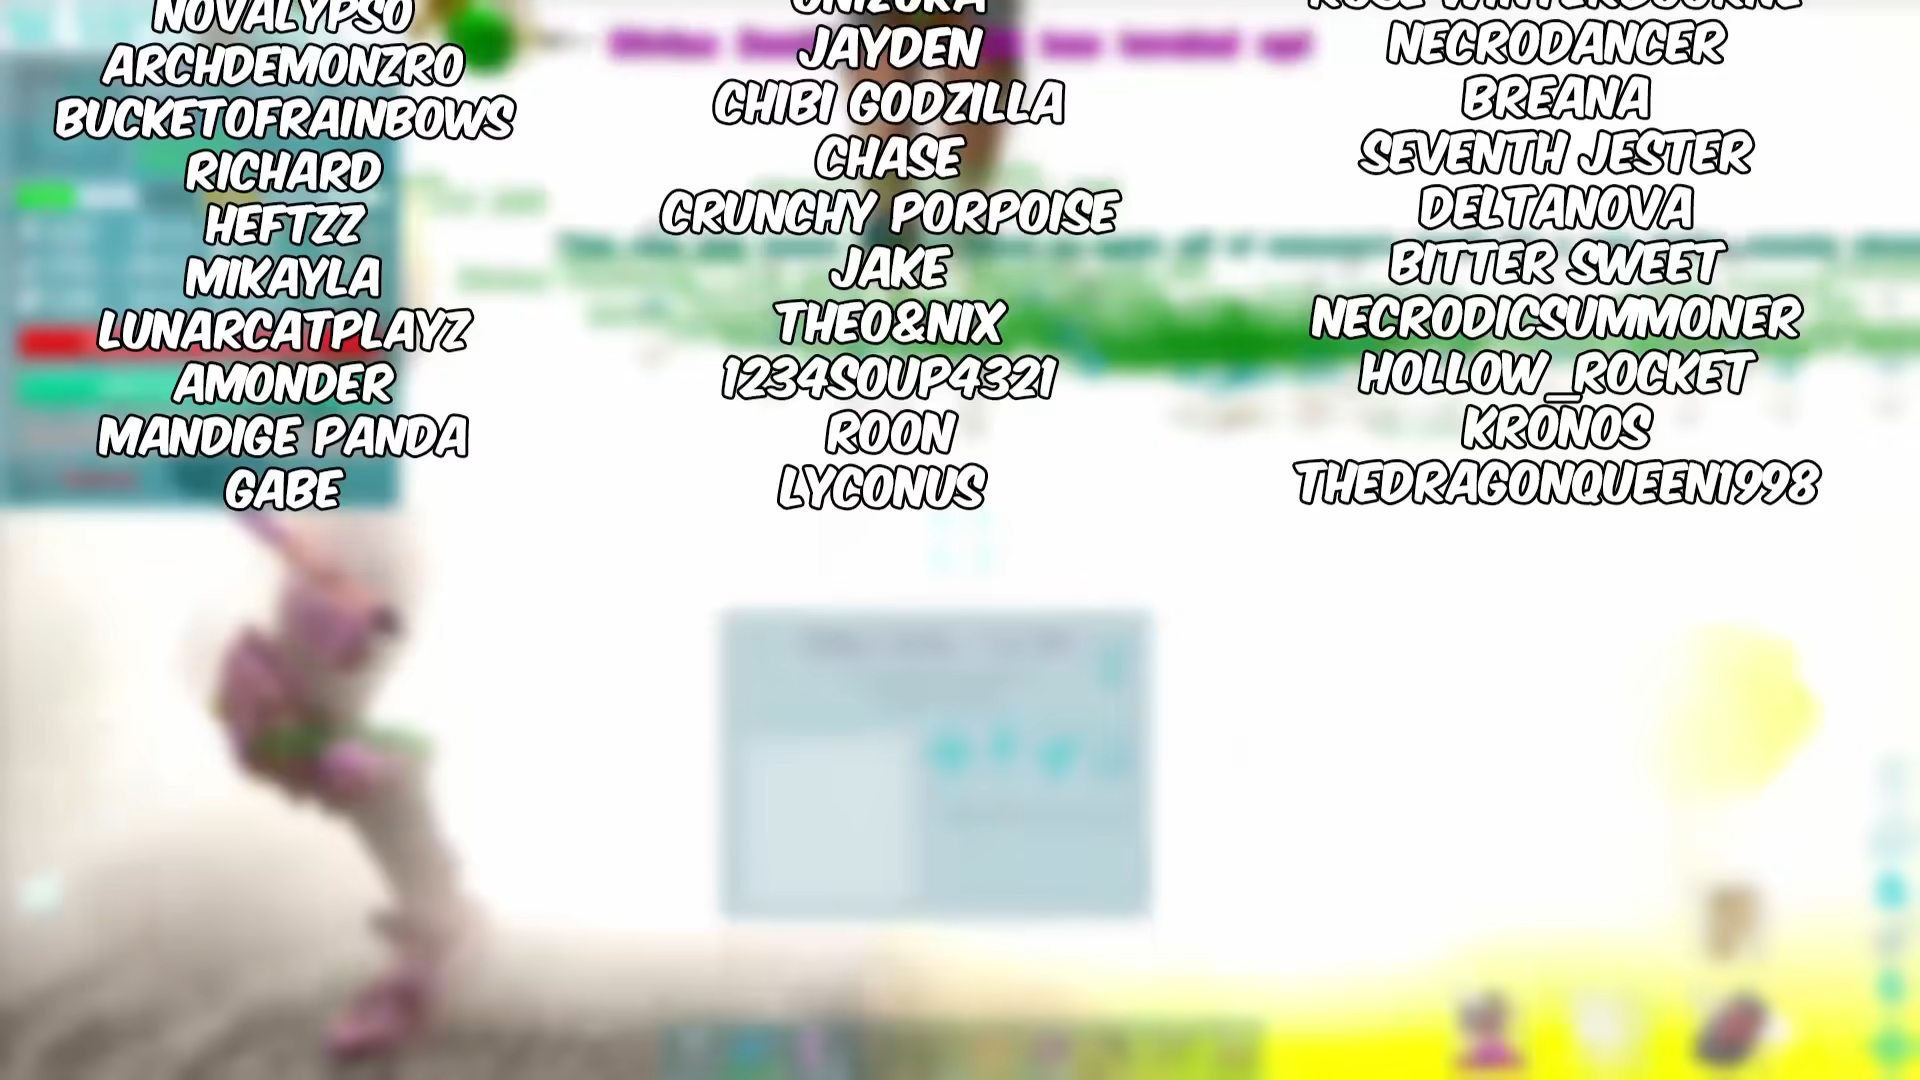 NOVALYPSO
ARCHDEMONZRO
BUCKETOFRAINBOWS
RICHARD
HEFTZZ
MIKAYLA
LUNARCATPLAYZ
AMONDER
MANDIGE PANDA
GABE
JAYDEN
CHIBI GODZILLA
CHASE
CRUNCHY PORPOISE
JAKE
THEO&NIX
1234SOUP4321
ROON
LYCONUS
NECRODANCER
BREANA
SEVENTH JESTER
DELTANOVA
BITTER SWEET
NECRODICSUMMONER
HOLLOW_ROCKET
KRONOS
THEDRAGONQUEEN1998